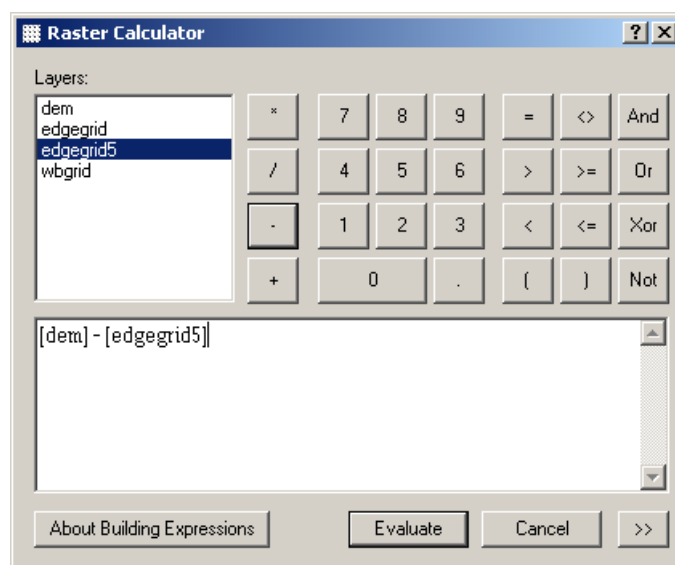 Raster Calculator ? X
Layers:
dem
edgegrid
edgegrid5
wbgrid
* 7 8 9 = <> And
/ 4 5 6 > >= Or
- 1 2 3 < <= Xor
+ 0 . ( ) Not
[dem] - [edgegrid5]
About Building Expressions Evaluate Cancel >>